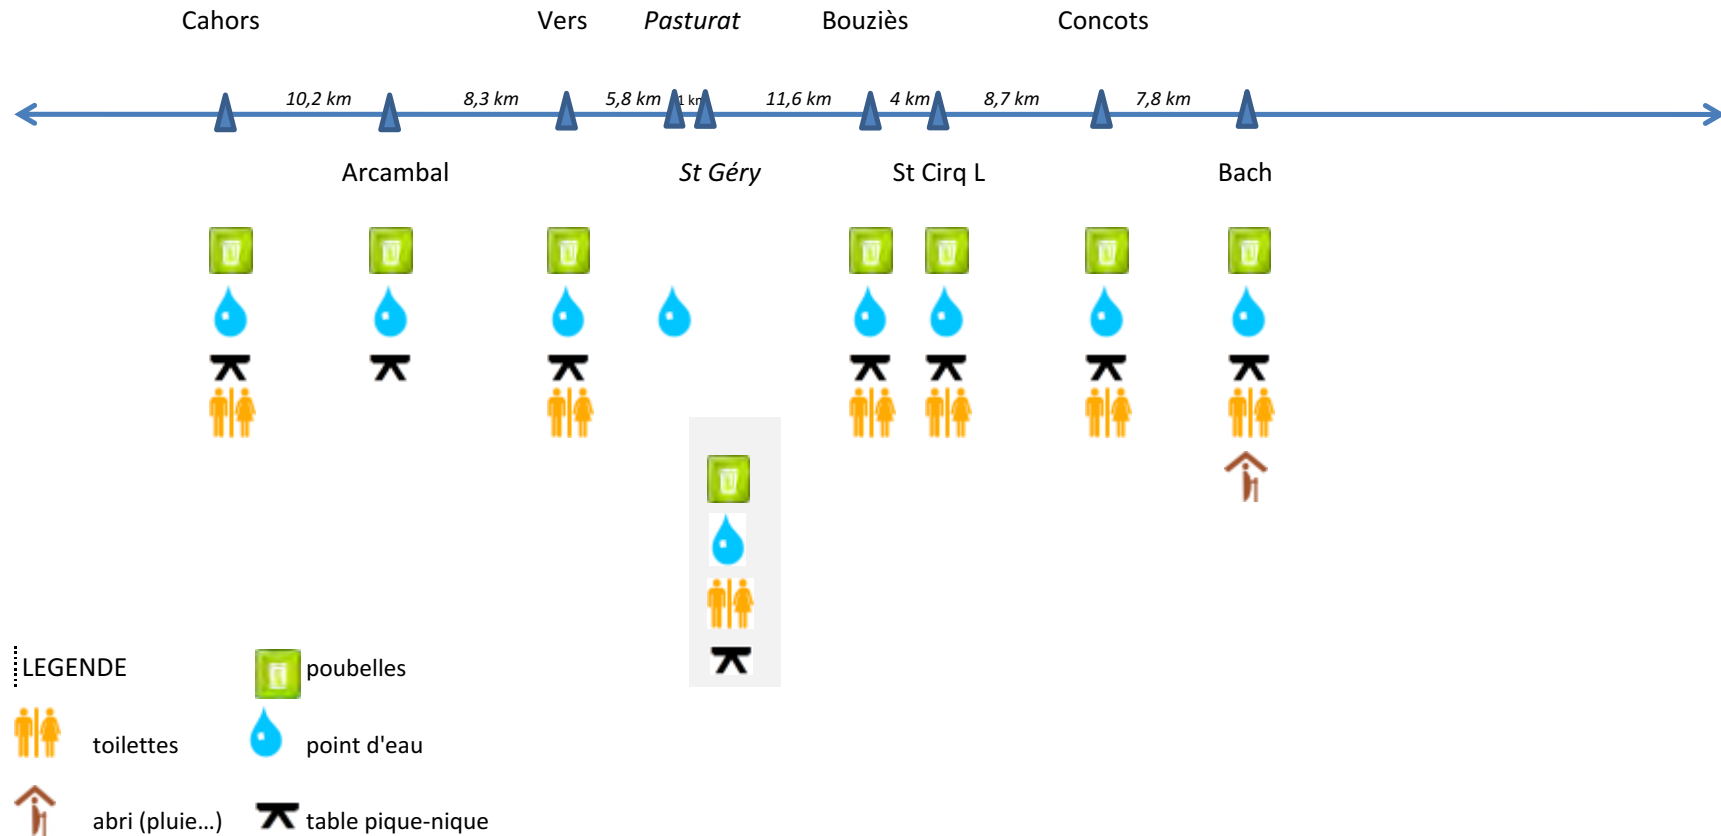 Cahors Vers Pasturat Bouziès Concots
10,2 km 8,3 km 5,8 km 1 km 11,6 km 4 km 8,7 km 7,8 km
Arcambal St Géry St Cirq L Bach
LEGENDE poubelles
toilettes point d'eau
abri (pluie...) table pique-nique